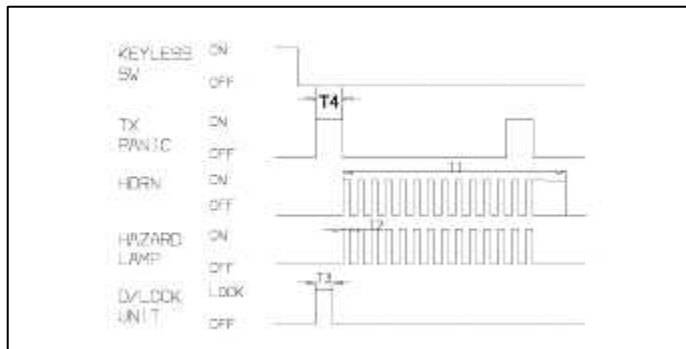 KEYLESS ON
SW OFF
T4
TX ON
PANIC OFF
T1
HORN ON
OFF
T2
HAZARD ON
LAMP OFF
T3
D/LOCK LOCK
UNIT OFF